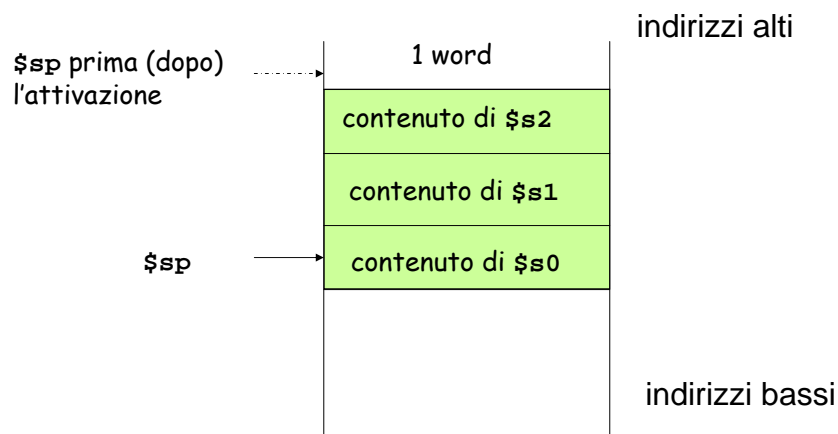 indirizzi alti
$sp prima (dopo)
l'attivazione
1 word
contenuto di $s2
contenuto di $s1
$sp
contenuto di $s0
indirizzi bassi